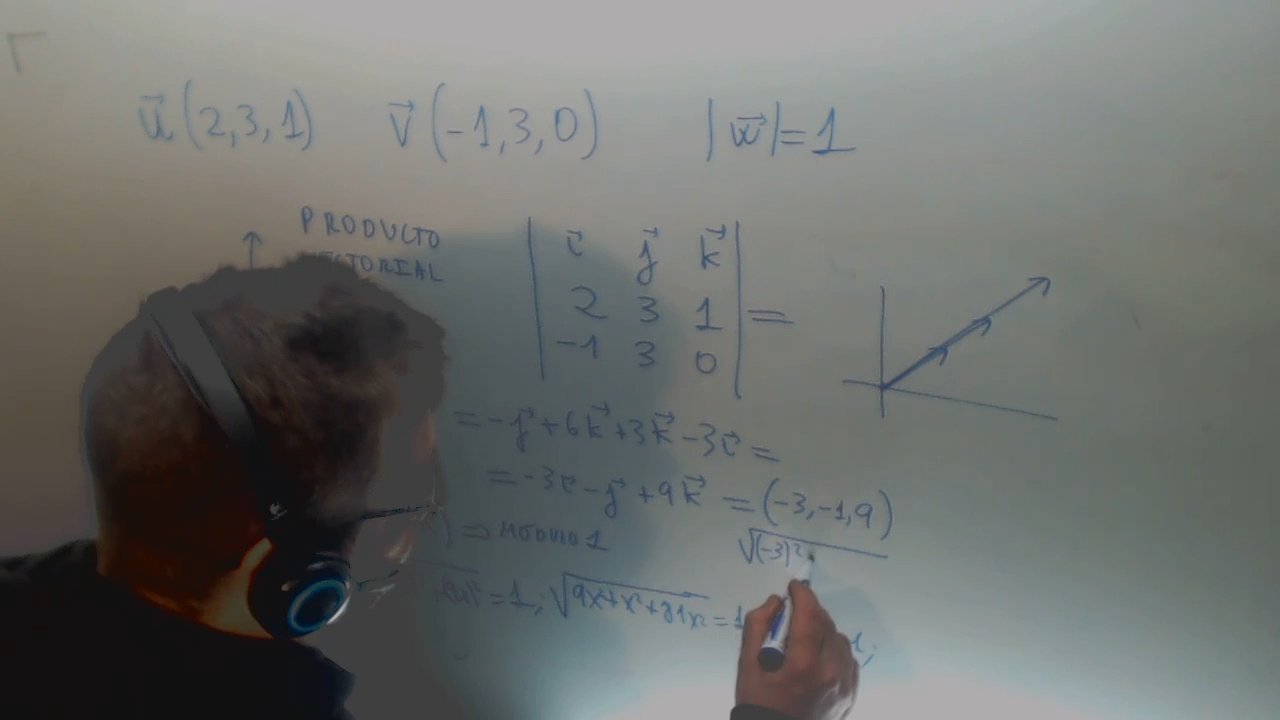 u⃗ (2,3,1) v⃗ (-1,3,0) |w⃗|=1
PRODUCTO
i⃗ j⃗ k⃗
2 3 1 =
-1 3 0
= -j⃗ + 6k⃗ + 3k⃗ - 3i⃗ =
= -3i⃗ - j⃗ + 9k⃗ = (-3,-1,9)
) ⇒ MÓDULO 1 √(-3)²
= 1; √9x²+x²+81x² = 1